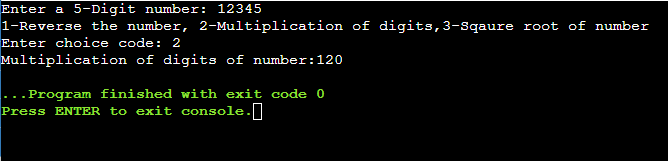 Enter a 5-Digit number: 12345
1-Reverse the number, 2-Multiplication of digits,3-Sqaure root of number
Enter choice code: 2
Multiplication of digits of number:120
...Program finished with exit code 0
Press ENTER to exit console.